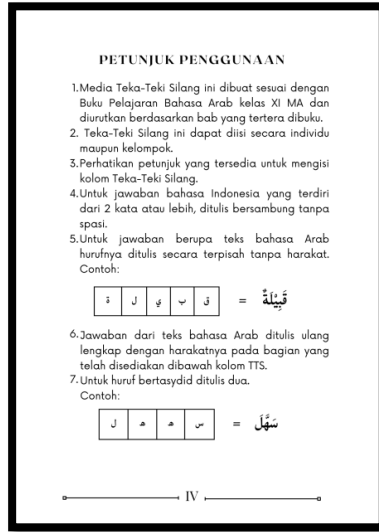 PETUNJUK PENGGUNAAN
1. Media Teka-Teki Silang ini dibuat sesuai dengan
Buku Pelajaran Bahasa Arab kelas XI MA dan
diurutkan berdasarkan bab yang tertera dibuku.
2. Teka-Teki Silang ini dapat diisi secara individu
maupun kelompok.
3. Perhatikan petunjuk yang tersedia untuk mengisi
kolom Teka-Teki Silang.
4. Untuk jawaban bahasa Indonesia yang terdiri
dari 2 kata atau lebih, ditulis bersambung tanpa
spasi.
5. Untuk jawaban berupa teks bahasa Arab
hurufnya ditulis secara terpisah tanpa harakat.
Contoh:
ق ب ي ل ة = قَبِيْلَةٌ
6. Jawaban dari teks bahasa Arab ditulis ulang
lengkap dengan harakatnya pada bagian yang
telah disediakan dibawah kolom TTS.
7. Untuk huruf bertasydid ditulis dua.
Contoh:
س ه ه ل = سَهَّلَ
IV